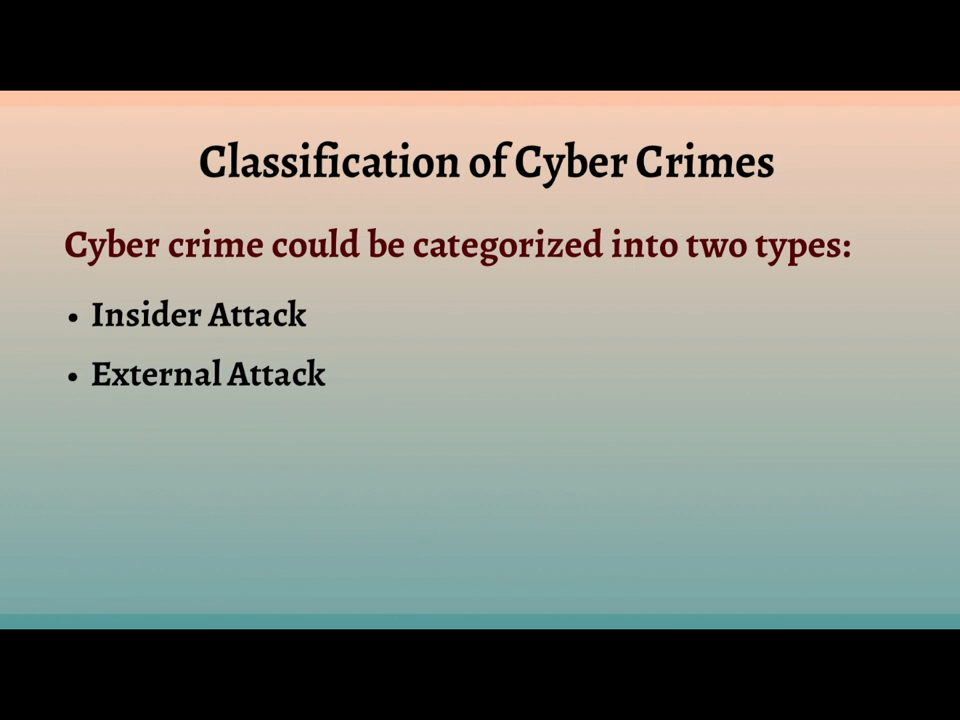 Classification of Cyber Crimes
Cyber crime could be categorized into two types:
• Insider Attack
• External Attack